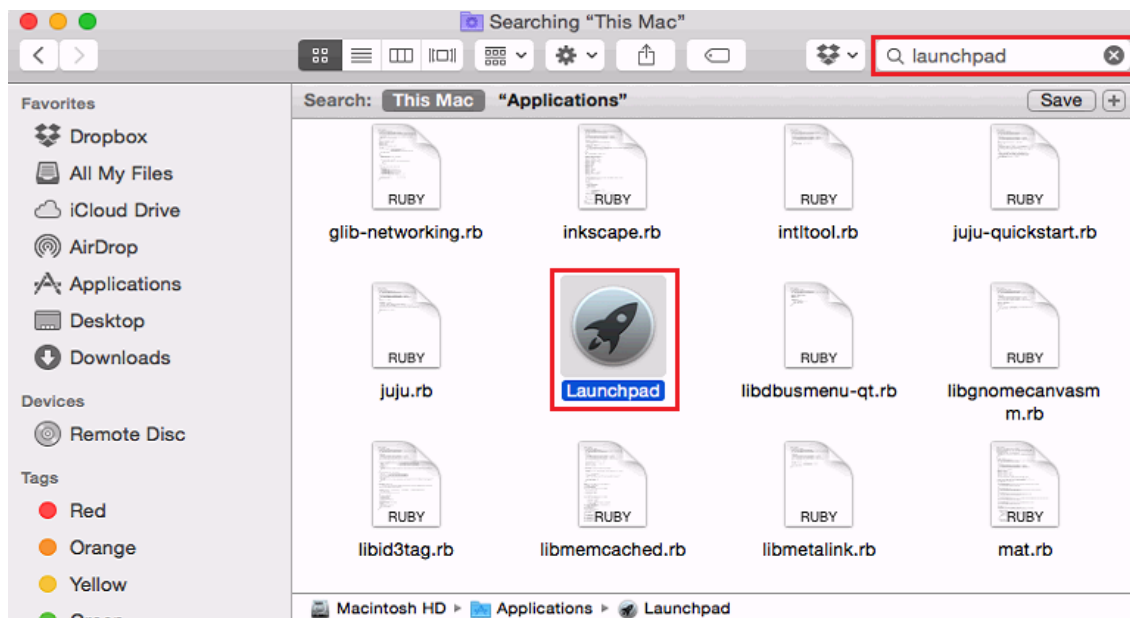 Searching “This Mac”
launchpad
Favorites
Dropbox
All My Files
iCloud Drive
AirDrop
Applications
Desktop
Downloads
Devices
Remote Disc
Tags
Red
Orange
Yellow
Green
Search: This Mac “Applications” Save
RUBY RUBY RUBY RUBY
glib-networking.rb inkscape.rb intltool.rb juju-quickstart.rb
RUBY RUBY RUBY
juju.rb Launchpad libdbusmenu-qt.rb libgnomecanvasm
m.rb
RUBY RUBY RUBY RUBY
libid3tag.rb libmemcached.rb libmetalink.rb mat.rb
Macintosh HD ▸ Applications ▸ Launchpad